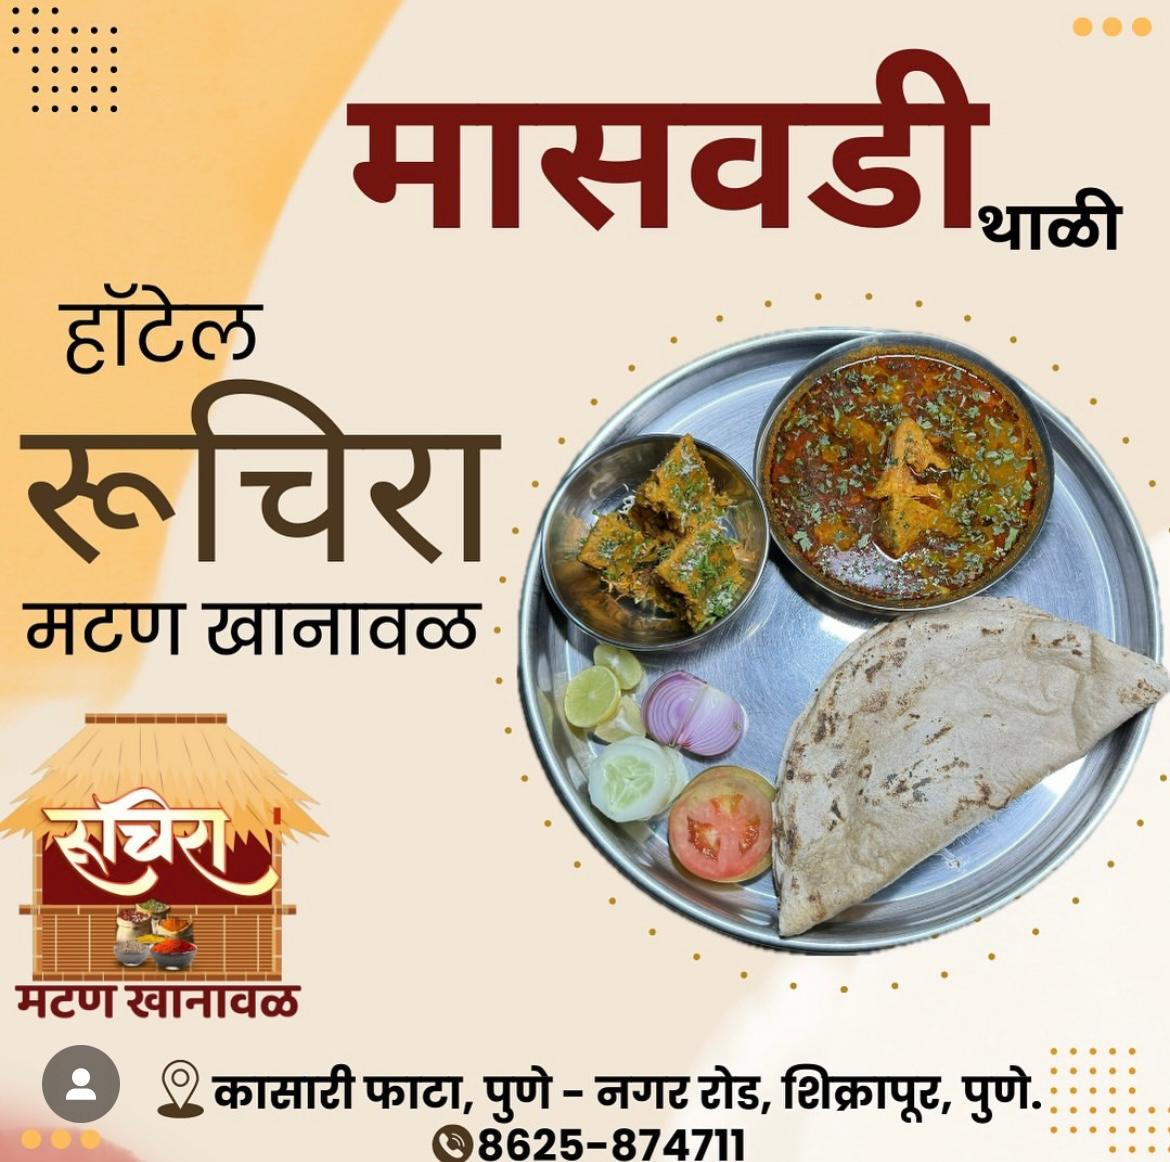 मासवडी
थाळी
हॉटेल
रूचिरा
मटण खानावळ
रूचिरा
मटण खानावळ
कासारी फाटा, पुणे - नगर रोड, शिक्रापूर, पुणे.
8625-874711